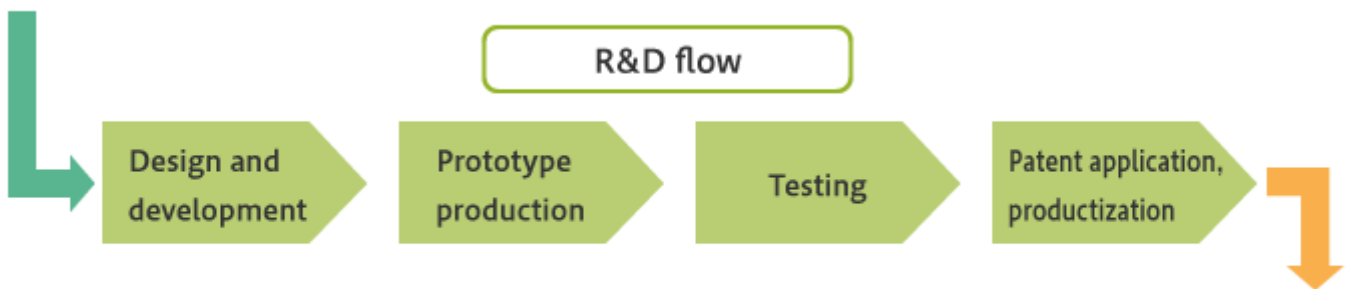 R&D flow
Design and
development
Prototype
production
Testing
Patent application,
productization